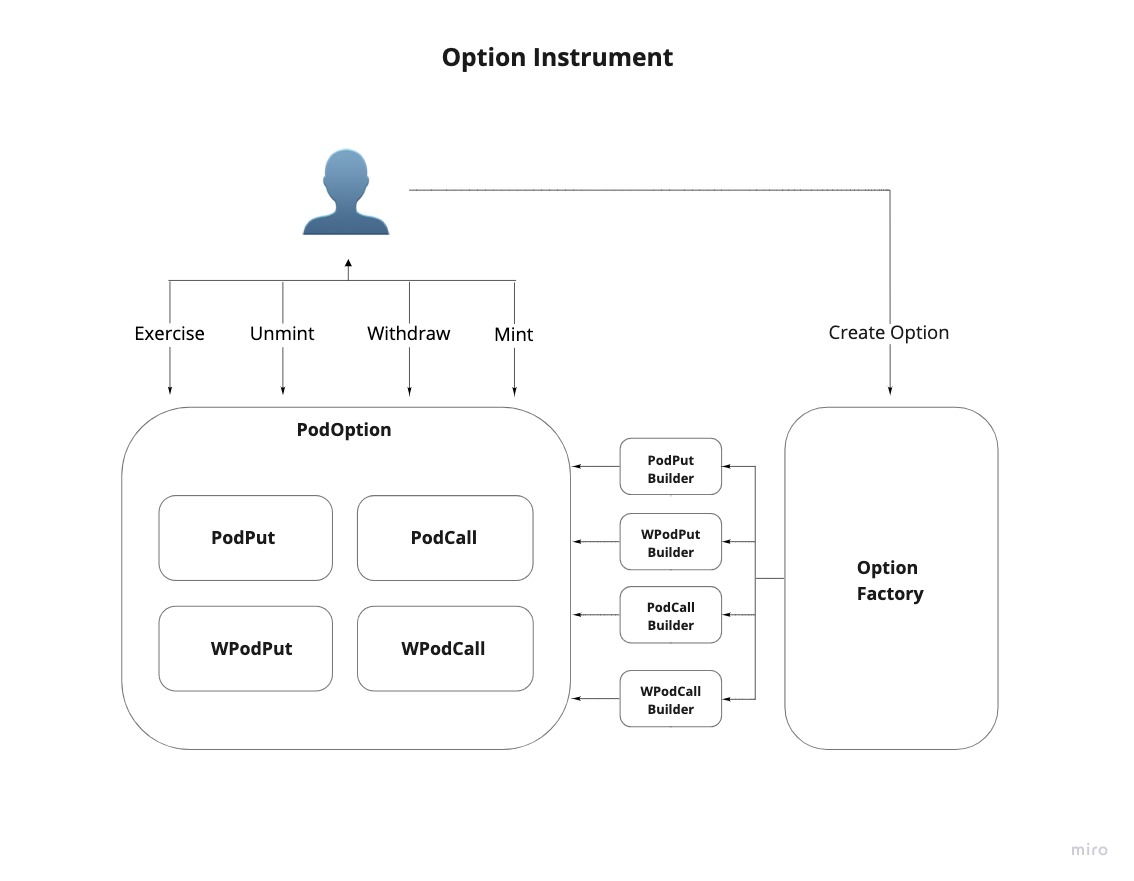 Option Instrument
Exercise
Unmint
Withdraw
Mint
Create Option
PodOption
PodPut
PodCall
WPodPut
WPodCall
PodPut
Builder
WPodPut
Builder
PodCall
Builder
WPodCall
Builder
Option
Factory
miro